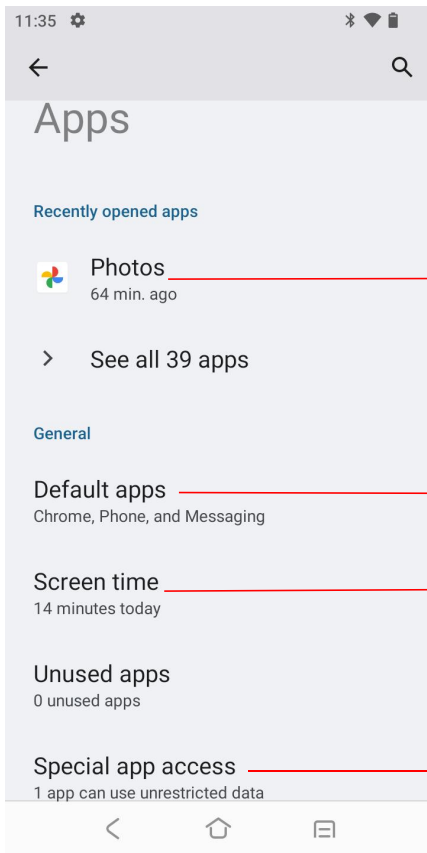 11:35
Apps
Recently opened apps
Photos
64 min. ago
See all 39 apps
General
Default apps
Chrome, Phone, and Messaging
Screen time
14 minutes today
Unused apps
0 unused apps
Special app access
1 app can use unrestricted data